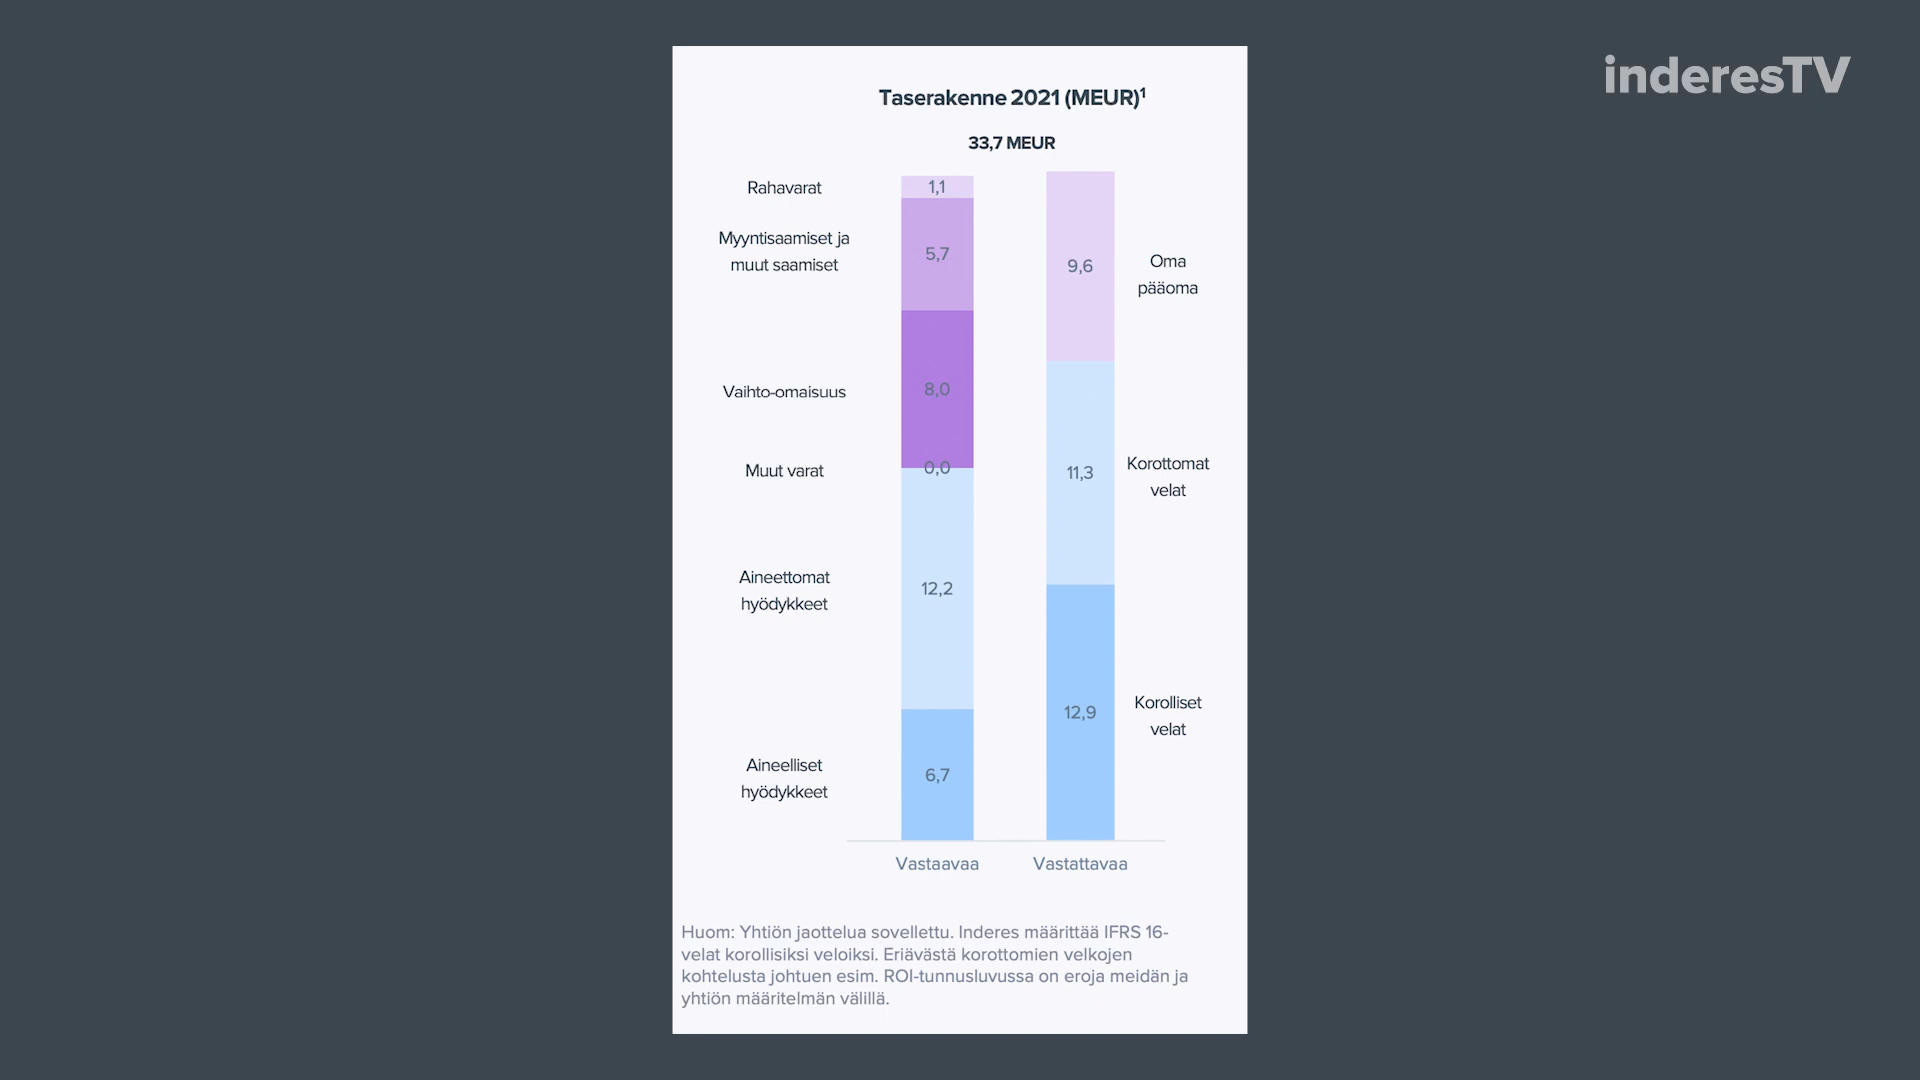 inderesTV
Taserakenne 2021 (MEUR)¹
33,7 MEUR
Rahavarat
1,1
Myyntisaamiset ja
muut saamiset
5,7
9,6
Oma
pääoma
Vaihto-omaisuus
8,0
Muut varat
0,0
11,3
Korottomat
velat
Aineettomat
hyödykkeet
12,2
12,9
Korolliset
velat
Aineelliset
hyödykkeet
6,7
Vastaavaa
Vastattavaa
Huom: Yhtiön jaottelua sovellettu. Inderes määrittää IFRS 16-
velat korollisiksi veloiksi. Eriävästä korottomien velkojen
kohtelusta johtuen esim. ROI-tunnusluvussa on eroja meidän ja
yhtiön määritelmän välillä.